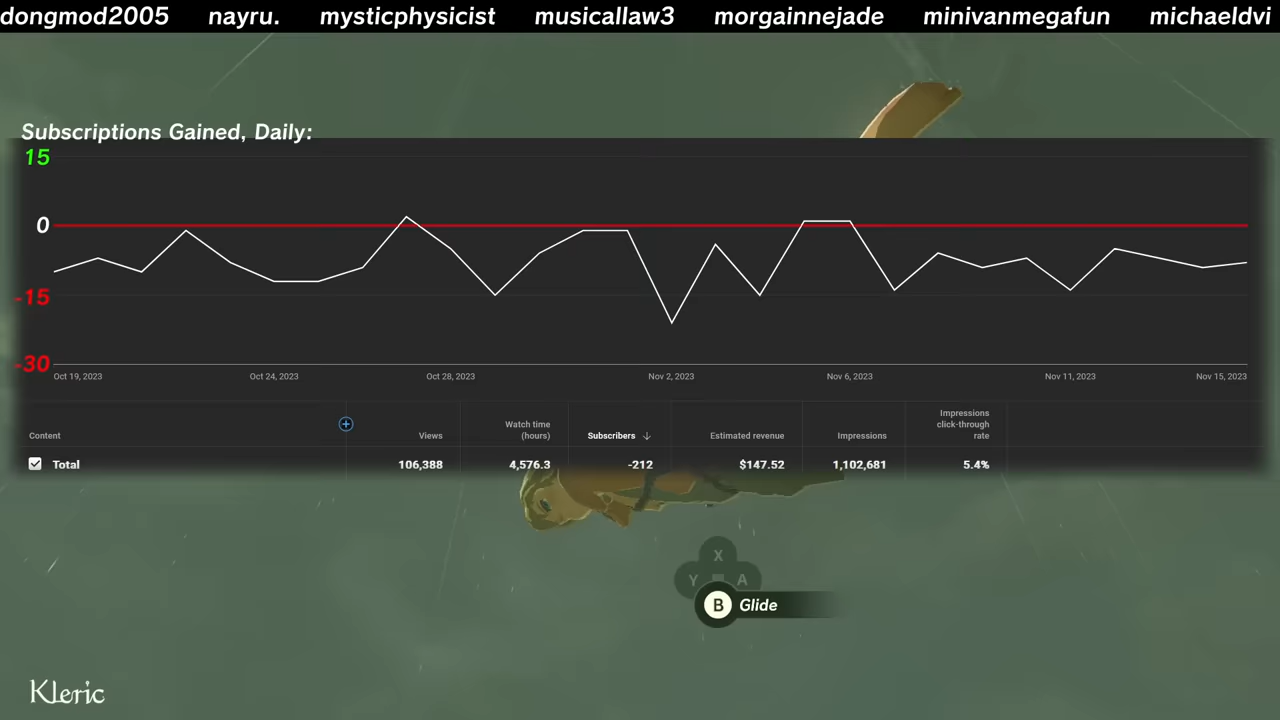 dongmod2005 nayru. mysticphysicist musicallaw3 morgainnejade minivanmegafun michaeldvi
Subscriptions Gained, Daily:
15
0
-15
-30
Oct 19, 2023 Oct 24, 2023 Oct 28, 2023 Nov 2, 2023 Nov 6, 2023 Nov 11, 2023 Nov 15, 2023
Content Views Watch time (hours) Subscribers ↓ Estimated revenue Impressions Impressions click-through rate
Total 106,388 4,576.3 -212 $147.52 1,102,681 5.4%
X
Y A
B Glide
Kleric